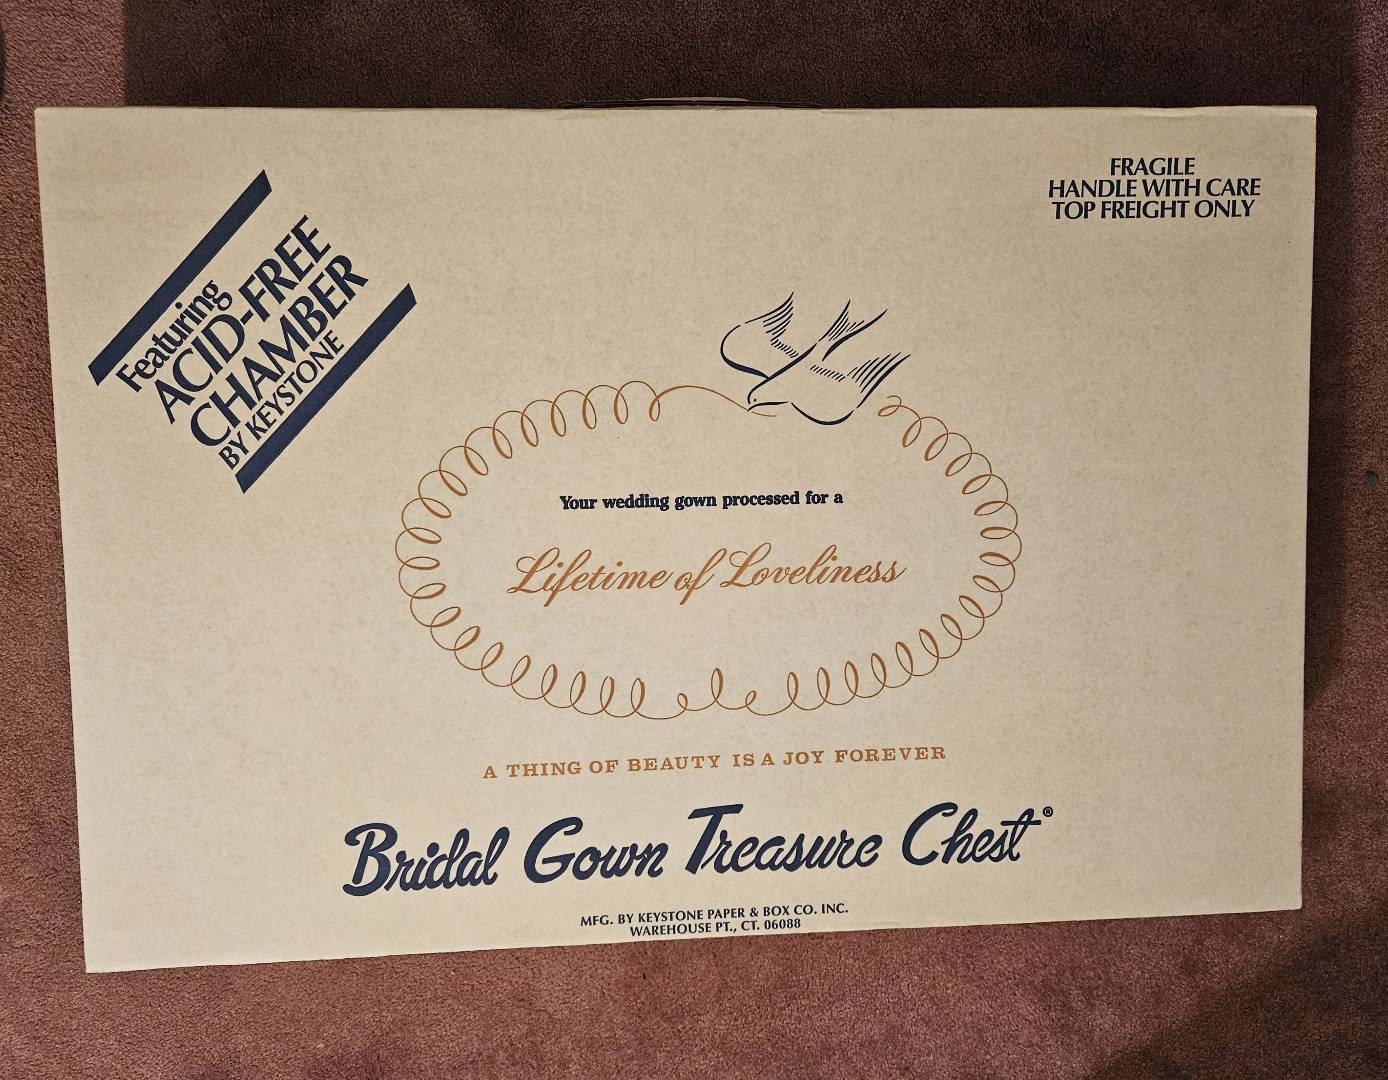 FRAGILE
HANDLE WITH CARE
TOP FREIGHT ONLY
Featuring
ACID-FREE
CHAMBER
BY KEYSTONE
Your wedding gown processed for a
Lifetime of Loveliness
A THING OF BEAUTY IS A JOY FOREVER
Bridal Gown Treasure Chest®
MFG. BY KEYSTONE PAPER & BOX CO. INC.
WAREHOUSE PT., CT. 06088